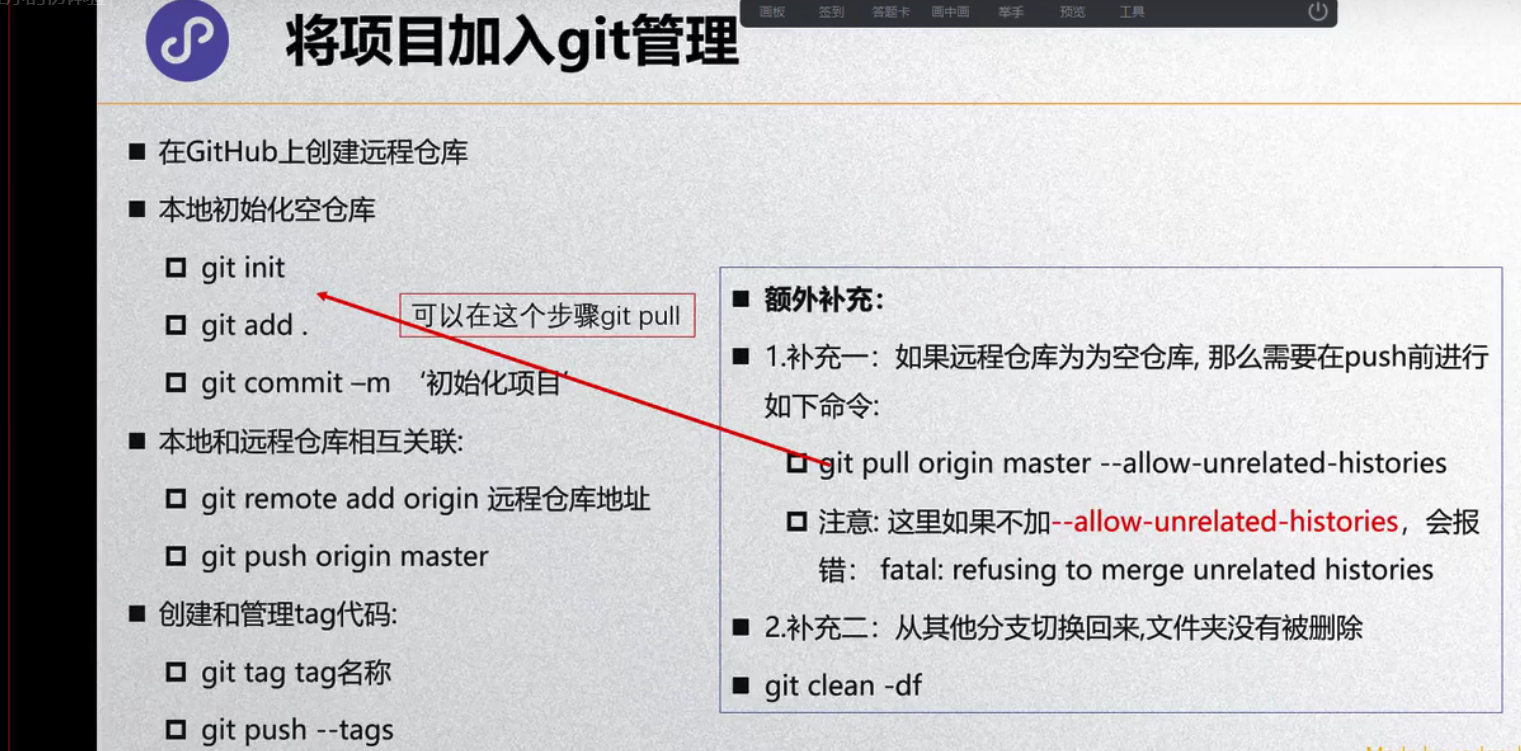 画板 签到 答题卡 画中画 举手 预览 工具
将项目加入git管理
■ 在GitHub上创建远程仓库
■ 本地初始化空仓库
git init
git add .
git commit –m ‘初始化项目’
■ 本地和远程仓库相互关联:
git remote add origin 远程仓库地址
git push origin master
■ 创建和管理tag代码:
git tag tag名称
git push --tags
可以在这个步骤git pull
■ 额外补充：
■ 1.补充一：如果远程仓库为为空仓库, 那么需要在push前进行
如下命令:
git pull origin master --allow-unrelated-histories
注意: 这里如果不加--allow-unrelated-histories，会报
错： fatal: refusing to merge unrelated histories
■ 2.补充二：从其他分支切换回来,文件夹没有被删除
■ git clean -df